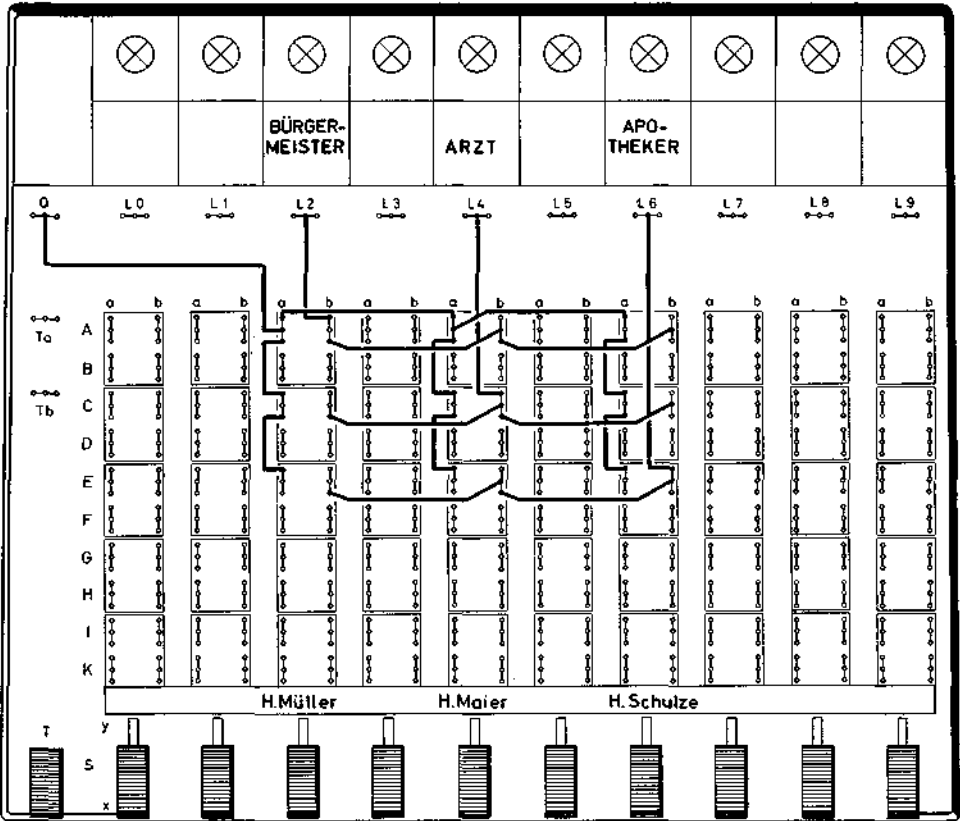 BÜRGER-
MEISTER
ARZT
APO-
THEKER
0 L0 L1 L2 L3 L4 L5 L6 L7 L8 L9
a b a b a b a b a b a b a b a b a b a b
Ta
A
B
Tb
C
D
E
F
G
H
I
K
H.Müller H.Maier H.Schulze
T y
S
x